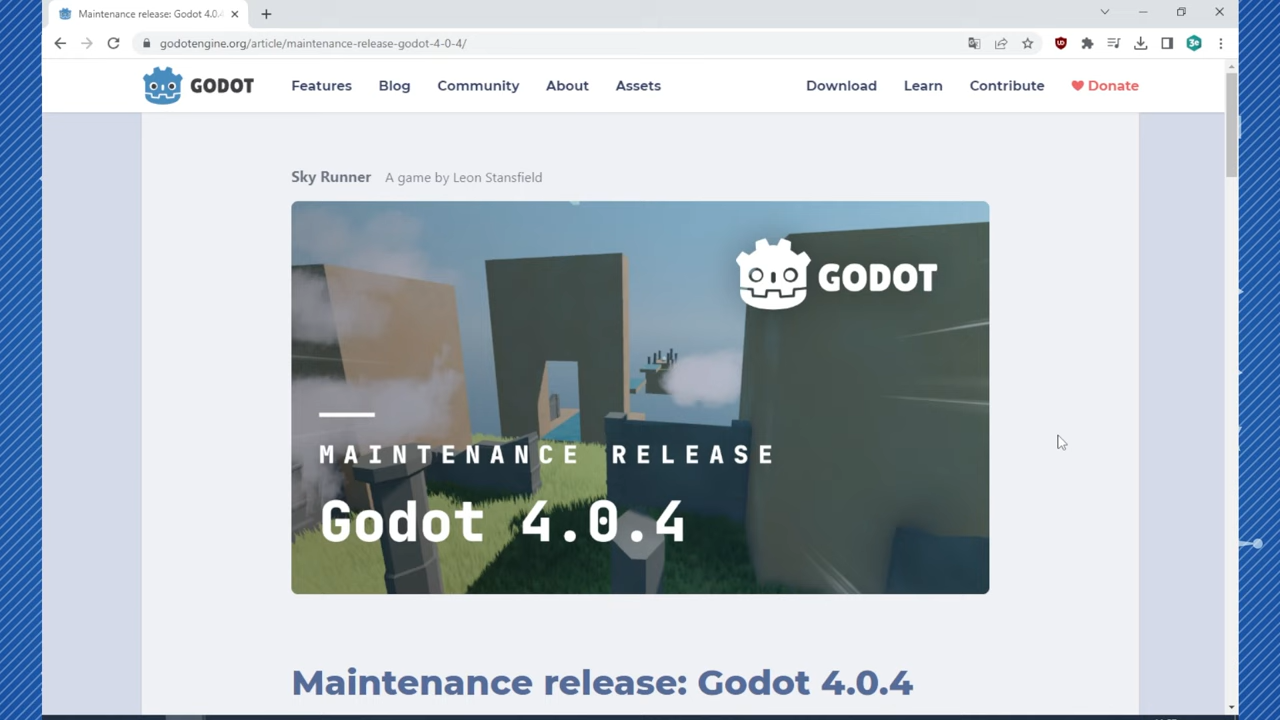 Maintenance release: Godot 4.0.4
godotengine.org/article/maintenance-release-godot-4-0-4/
GODOT Features Blog Community About Assets Download Learn Contribute Donate
Sky Runner A game by Leon Stansfield
GODOT
MAINTENANCE RELEASE
Godot 4.0.4
Maintenance release: Godot 4.0.4